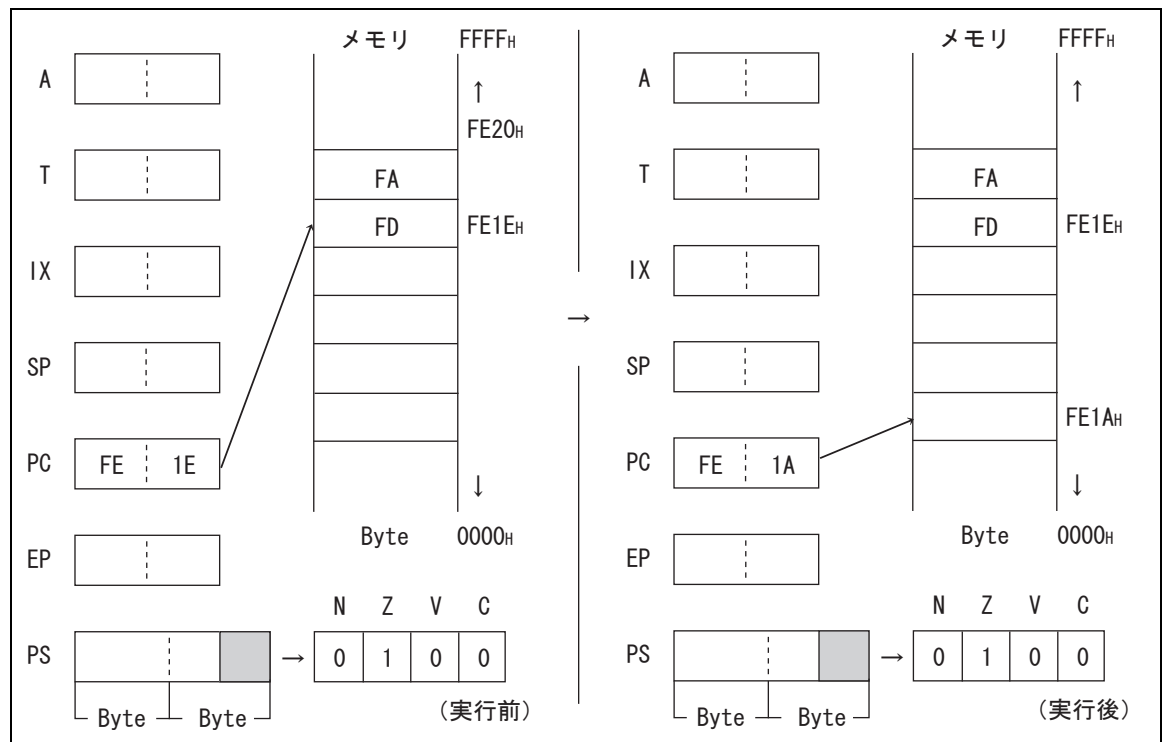 メモリ FFFFH
A
↑
FE20H
T
FA
FD FE1EH
IX
SP
PC FE 1E
↓
Byte 0000H
EP
N Z V C
PS → 0 1 0 0
Byte Byte (実行前)
→
メモリ FFFFH
A
↑
T
FA
FD FE1EH
IX
SP
FE1AH
PC FE 1A
↓
Byte 0000H
EP
N Z V C
PS → 0 1 0 0
Byte Byte (実行後)